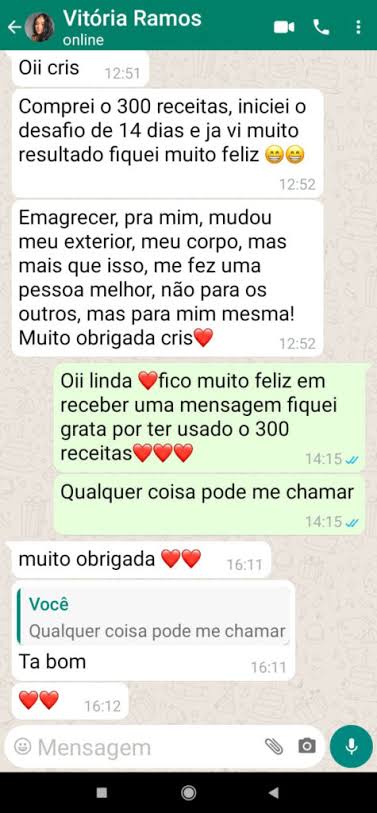 Vitória Ramos
online
Oii cris 12:51
Comprei o 300 receitas, iniciei o
desafio de 14 dias e ja vi muito
resultado fiquei muito feliz 😁😁
12:52
Emagrecer, pra mim, mudou
meu exterior, meu corpo, mas
mais que isso, me fez uma
pessoa melhor, não para os
outros, mas para mim mesma!
Muito obrigada cris❤️ 12:52
Oii linda ❤️fico muito feliz em
receber uma mensagem fiquei
grata por ter usado o 300
receitas❤️❤️❤️ 14:15
Qualquer coisa pode me chamar
14:15
muito obrigada ❤️❤️ 16:11
Você
Qualquer coisa pode me chamar
Ta bom 16:11
❤️❤️ 16:12
Mensagem